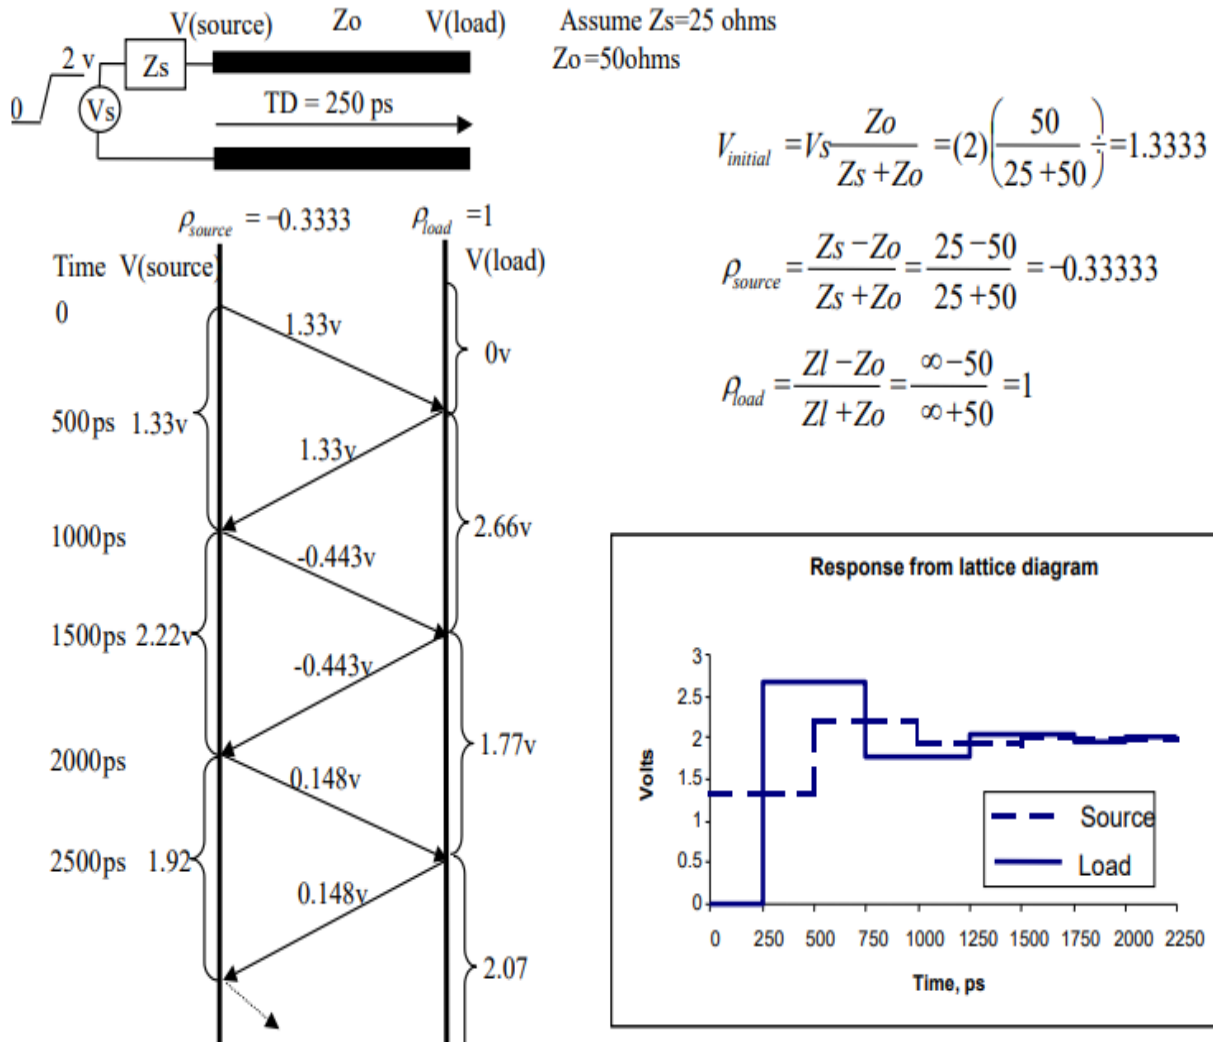 V(source) Zo V(load) Assume Zs=25 ohms
Zo=50ohms
2 v Zs
0 Vs TD = 250 ps
V_initial = Vs Zo/(Zs+Zo) = (2)(50/(25+50)÷) = 1.3333
ρ_source = −0.3333 ρ_load = 1
Time V(source) V(load)
ρ_source = (Zs−Zo)/(Zs+Zo) = (25−50)/(25+50) = −0.33333
0
1.33v
0v
ρ_load = (Zl−Zo)/(Zl+Zo) = (∞−50)/(∞+50) = 1
500ps 1.33v
1.33v
2.66v
1000ps
-0.443v
1500ps 2.22v
-0.443v
1.77v
2000ps
0.148v
2500ps 1.92
0.148v
2.07
Response from lattice diagram
3
2.5
2
1.5
1
0.5
0
Volts
Source
Load
0 250 500 750 1000 1250 1500 1750 2000 2250
Time, ps